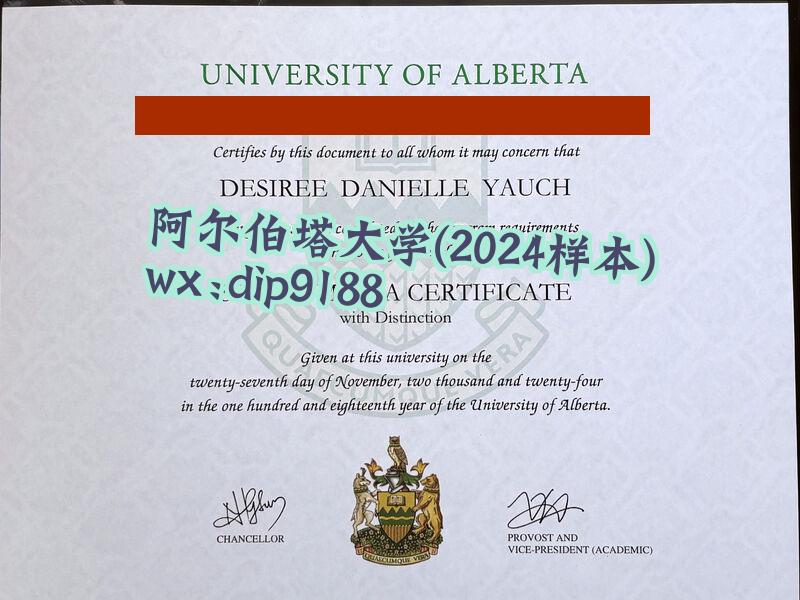 UNIVERSITY OF ALBERTA
Certifies by this document to all whom it may concern that
DESIREE DANIELLE YAUCH
requirements
阿尔伯塔大学(2024样本)
wx:dip9188
A CERTIFICATE
with Distinction
Given at this university on the
twenty-seventh day of November, two thousand and twenty-four
in the one hundred and eighteenth year of the University of Alberta.
QUAECUMQUE VERA
CHANCELLOR
QUAECUMQUE VERA
PROVOST AND
VICE-PRESIDENT (ACADEMIC)